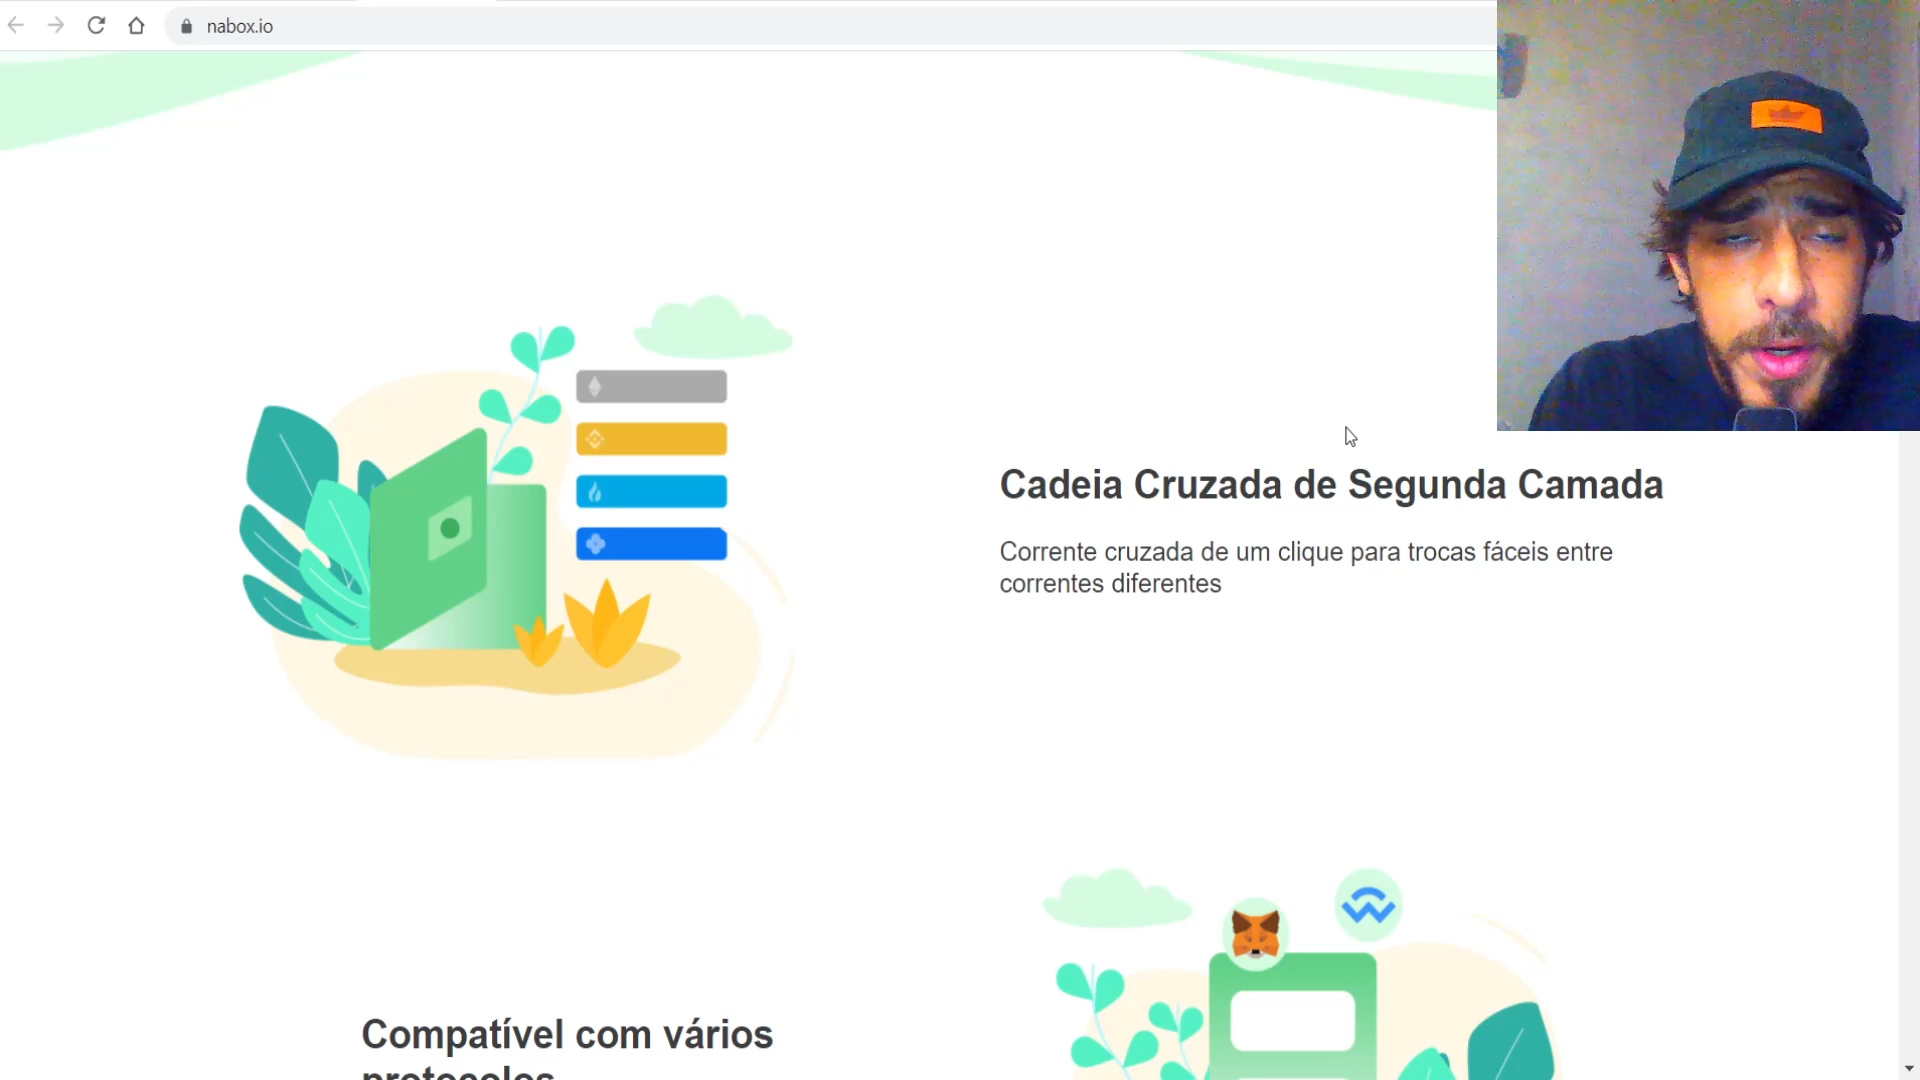 nabox.io
Cadeia Cruzada de Segunda Camada
Corrente cruzada de um clique para trocas fáceis entre
correntes diferentes
Compatível com vários
protocolos